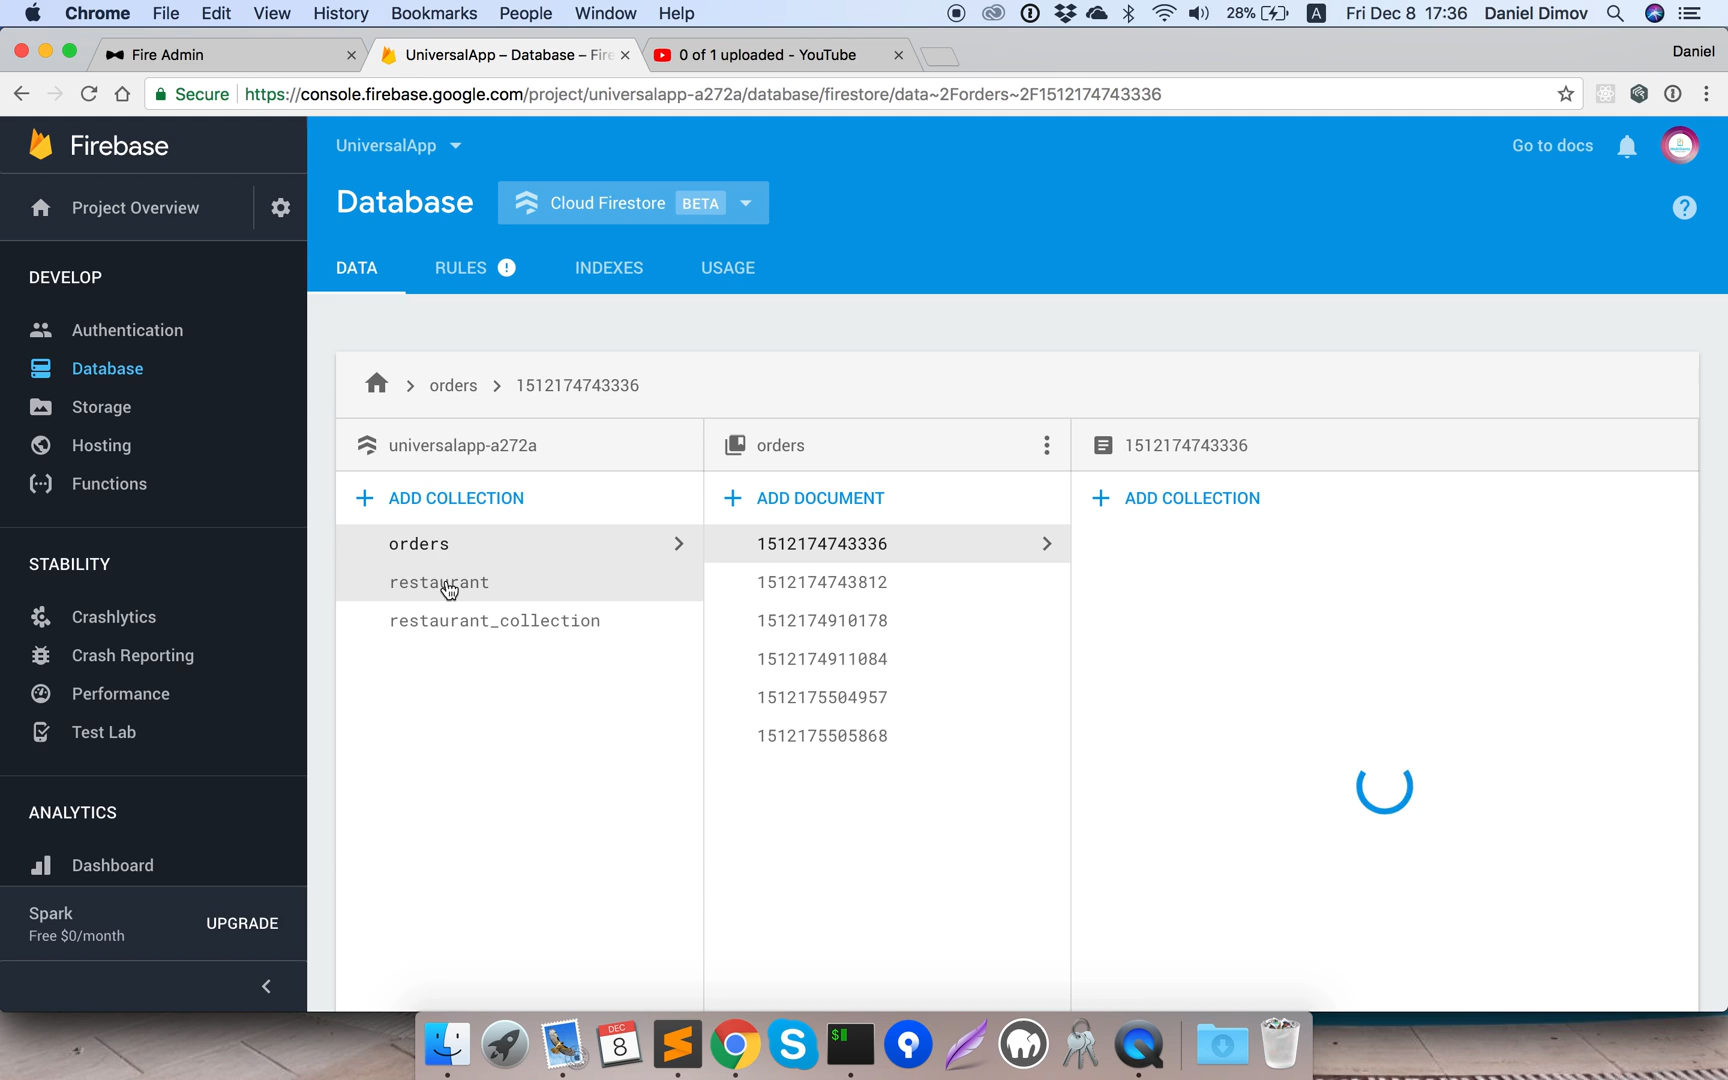 Chrome File Edit View History Bookmarks People Window Help 28% A Fri Dec 8 17:36 Daniel Dimov
Fire Admin
UniversalApp – Database – Fire
0 of 1 uploaded - YouTube
Daniel
Secure https://console.firebase.google.com/project/universalapp-a272a/database/firestore/data~2Forders~2F1512174743336
Firebase
UniversalApp
Go to docs
Project Overview
Database
Cloud Firestore BETA
?
DATA RULES ! INDEXES USAGE
DEVELOP
Authentication
Database
Storage
Hosting
Functions
STABILITY
Crashlytics
Crash Reporting
Performance
Test Lab
ANALYTICS
Dashboard
Spark
Free $0/month
UPGRADE
orders 1512174743336
universalapp-a272a
ADD COLLECTION
orders
restaurant
restaurant_collection
orders
ADD DOCUMENT
1512174743336
1512174743812
1512174910178
1512174911084
1512175504957
1512175505868
1512174743336
ADD COLLECTION
DEC
8
$